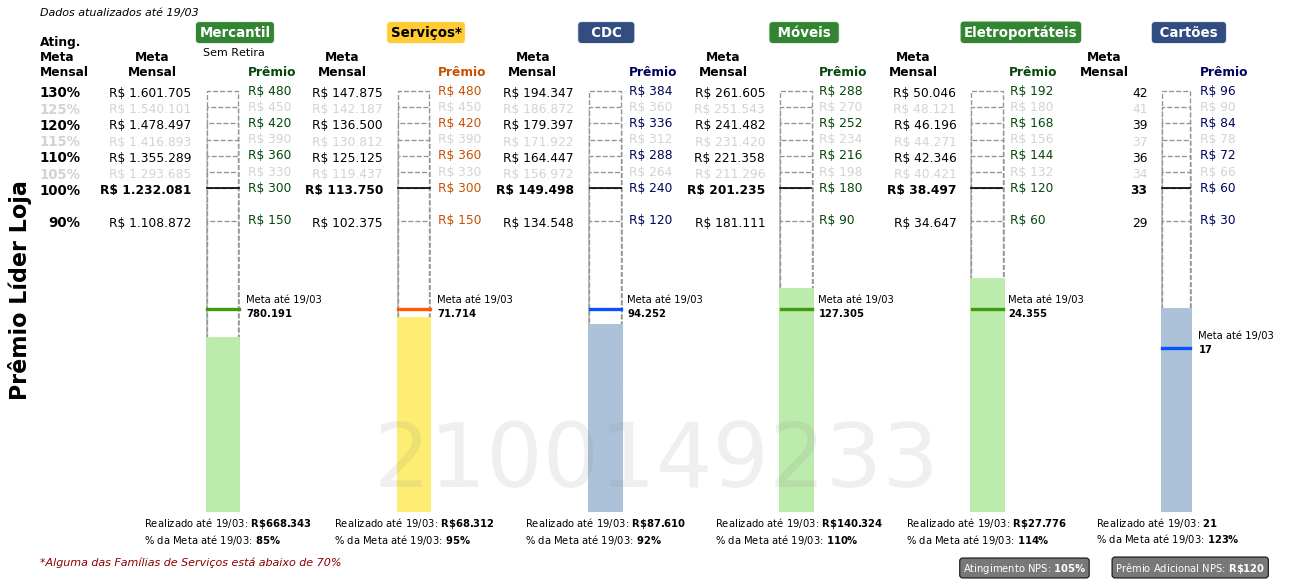 Dados atualizados até 19/03
Mercantil Serviços* CDC Móveis Eletroportáteis Cartões
Sem Retira
Ating. Meta Mensal
Meta Mensal Prêmio Meta Mensal Prêmio Meta Mensal Prêmio Meta Mensal Prêmio Meta Mensal Prêmio Meta Mensal Prêmio
130% R$ 1.601.705 R$ 480 R$ 147.875 R$ 480 R$ 194.347 R$ 384 R$ 261.605 R$ 288 R$ 50.046 R$ 192 42 R$ 96
125% R$ 1.540.101 R$ 450 R$ 142.187 R$ 450 R$ 186.872 R$ 360 R$ 251.543 R$ 270 R$ 48.121 R$ 180 41 R$ 90
120% R$ 1.478.497 R$ 420 R$ 136.500 R$ 420 R$ 179.397 R$ 336 R$ 241.482 R$ 252 R$ 46.196 R$ 168 39 R$ 84
115% R$ 1.416.893 R$ 390 R$ 130.812 R$ 390 R$ 171.922 R$ 312 R$ 231.420 R$ 234 R$ 44.271 R$ 156 37 R$ 78
110% R$ 1.355.289 R$ 360 R$ 125.125 R$ 360 R$ 164.447 R$ 288 R$ 221.358 R$ 216 R$ 42.346 R$ 144 36 R$ 72
105% R$ 1.293.685 R$ 330 R$ 119.437 R$ 330 R$ 156.972 R$ 264 R$ 211.296 R$ 198 R$ 40.421 R$ 132 34 R$ 66
100% R$ 1.232.081 R$ 300 R$ 113.750 R$ 300 R$ 149.498 R$ 240 R$ 201.235 R$ 180 R$ 38.497 R$ 120 33 R$ 60
90% R$ 1.108.872 R$ 150 R$ 102.375 R$ 150 R$ 134.548 R$ 120 R$ 181.111 R$ 90 R$ 34.647 R$ 60 29 R$ 30
Prêmio Líder Loja
Meta até 19/03 Meta até 19/03 Meta até 19/03 Meta até 19/03 Meta até 19/03
780.191 71.714 94.252 127.305 24.355
Meta até 19/03
17
2100149233
Realizado até 19/03: R$668.343 Realizado até 19/03: R$68.312 Realizado até 19/03: R$87.610 Realizado até 19/03: R$140.324 Realizado até 19/03: R$27.776 Realizado até 19/03: 21
% da Meta até 19/03: 85% % da Meta até 19/03: 95% % da Meta até 19/03: 92% % da Meta até 19/03: 110% % da Meta até 19/03: 114% % da Meta até 19/03: 123%
*Alguma das Famílias de Serviços está abaixo de 70%
Atingimento NPS: 105% Prêmio Adicional NPS: R$120